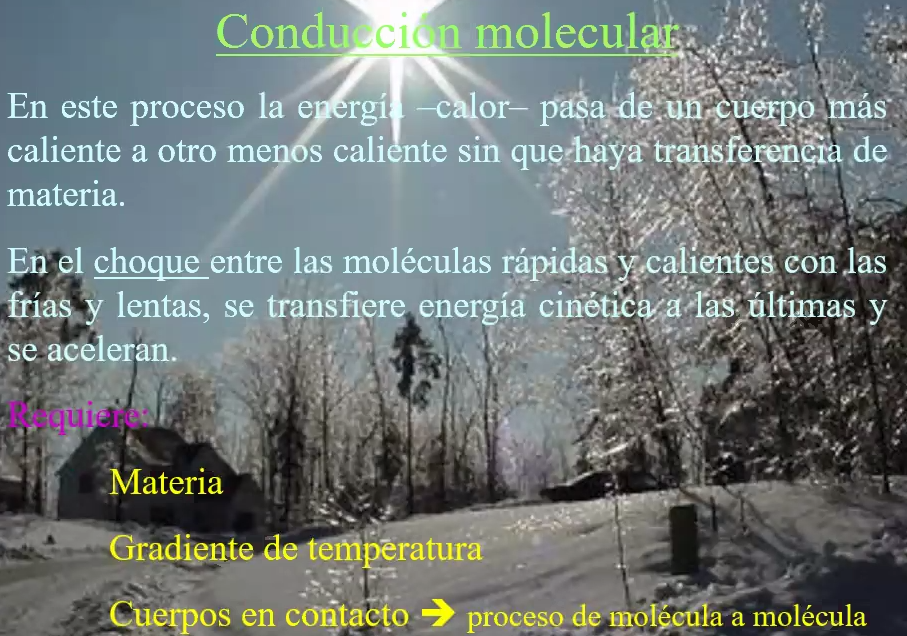 Conducción molecular
En este proceso la energía –calor– pasa de un cuerpo más
caliente a otro menos caliente sin que haya transferencia de
materia.
En el choque entre las moléculas rápidas y calientes con las
frías y lentas, se transfiere energía cinética a las últimas y
se aceleran.
Requiere:
Materia
Gradiente de temperatura
Cuerpos en contacto ➔ proceso de molécula a molécula